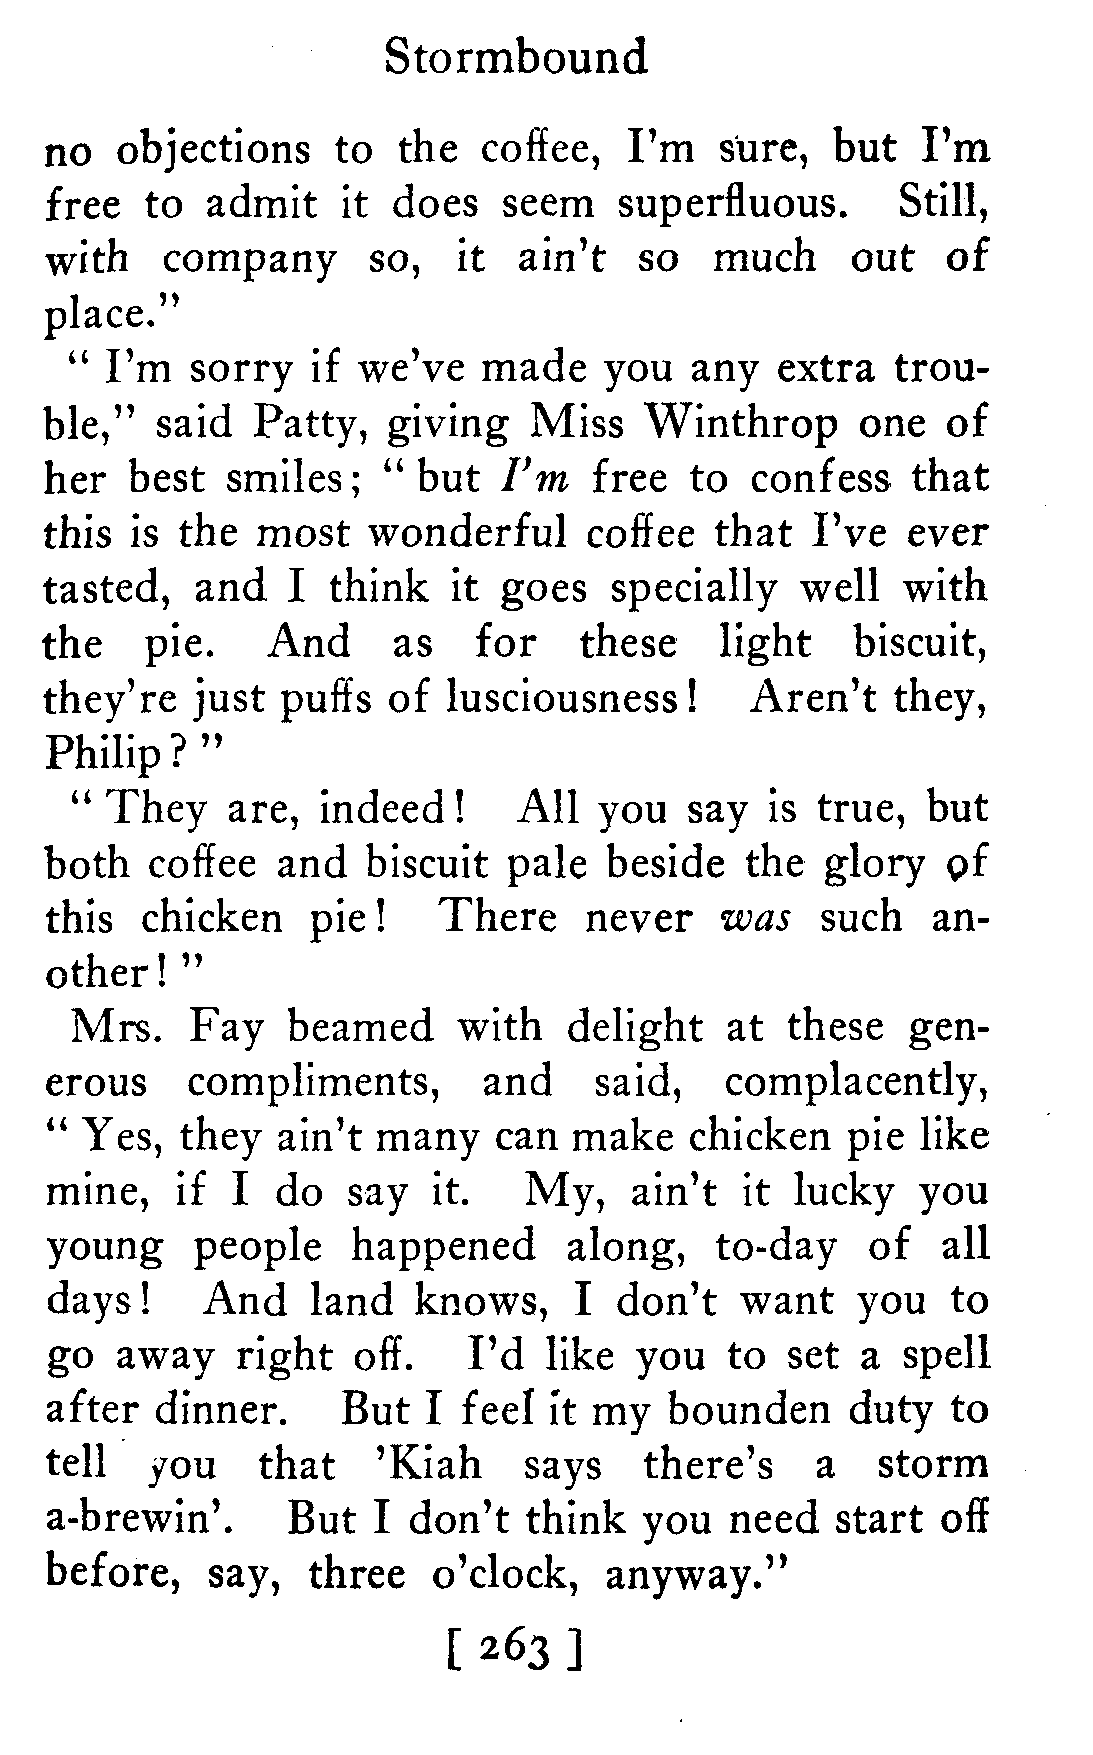 Stormbound
no objections to the coffee, I'm sure, but I'm
free to admit it does seem superfluous. Still,
with company so, it ain't so much out of
place."
" I'm sorry if we've made you any extra trou-
ble," said Patty, giving Miss Winthrop one of
her best smiles; " but I'm free to confess that
this is the most wonderful coffee that I've ever
tasted, and I think it goes specially well with
the pie. And as for these light biscuit,
they're just puffs of lusciousness! Aren't they,
Philip? "
" They are, indeed! All you say is true, but
both coffee and biscuit pale beside the glory of
this chicken pie! There never was such an-
other! "
Mrs. Fay beamed with delight at these gen-
erous compliments, and said, complacently,
" Yes, they ain't many can make chicken pie like
mine, if I do say it. My, ain't it lucky you
young people happened along, to-day of all
days! And land knows, I don't want you to
go away right off. I'd like you to set a spell
after dinner. But I feel it my bounden duty to
tell you that 'Kiah says there's a storm
a-brewin'. But I don't think you need start off
before, say, three o'clock, anyway."
[ 263 ]